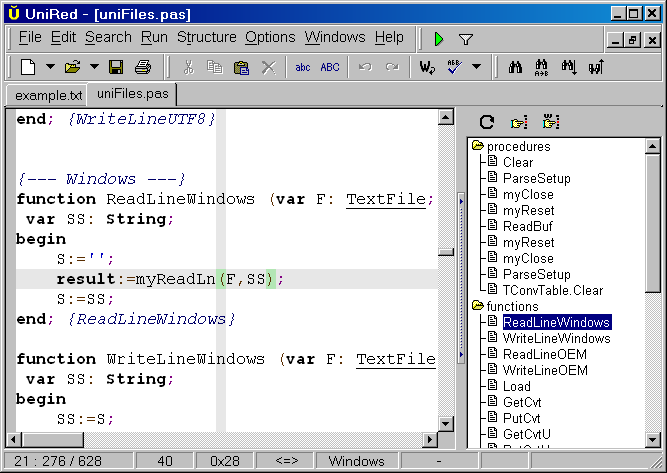 UniRed - [uniFiles.pas]
File Edit Search Run Structure Options Windows Help
abc ABC
example.txt uniFiles.pas
end; {WriteLineUTF8}
{--- Windows ---}
function ReadLineWindows (var F: TextFile;
var SS: String;
begin
S:='';
result:=myReadLn(F,SS);
S:=SS;
end; {ReadLineWindows}
function WriteLineWindows (var F: TextFile
var SS: String;
begin
SS:=S;
procedures
Clear
ParseSetup
myClose
myReset
ReadBuf
myReset
myClose
ParseSetup
TConvTable.Clear
functions
ReadLineWindows
WriteLineWindows
ReadLineOEM
WriteLineOEM
Load
GetCvt
PutCvt
GetCvtU
21 : 276 / 628 40 0x28 <=> Windows -